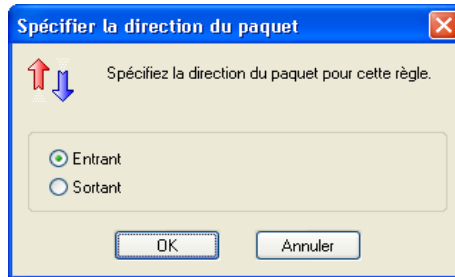 Spécifier la direction du paquet
Spécifiez la direction du paquet pour cette règle.
Entrant
Sortant
OK
Annuler